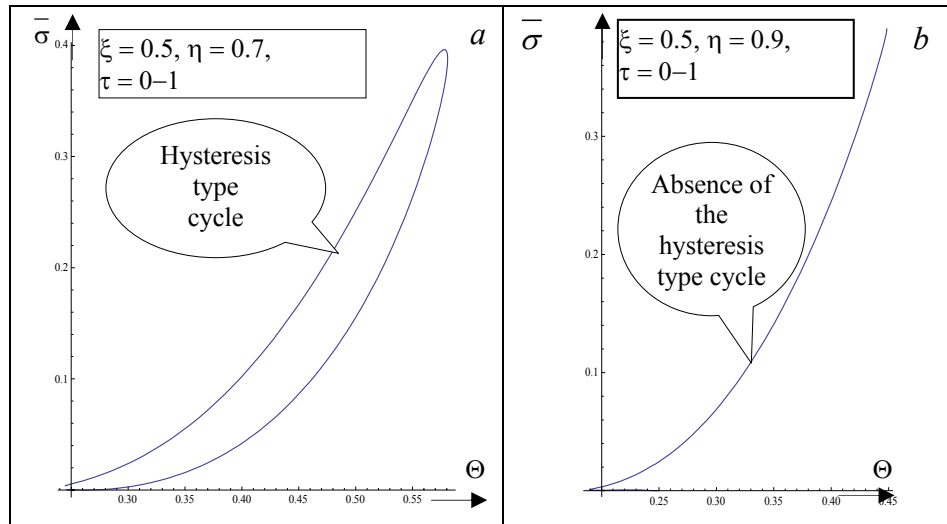 σ̅
a
0.4
ξ = 0.5, η = 0.7,
τ = 0–1
0.3
Hysteresis
type
cycle
0.2
0.1
Θ
0.30 0.35 0.40 0.45 0.50 0.55
σ̅
b
ξ = 0.5, η = 0.9,
τ = 0–1
0.3
Absence of
the
hysteresis
type cycle
0.2
0.1
Θ
0.25 0.30 0.35 0.40 0.45